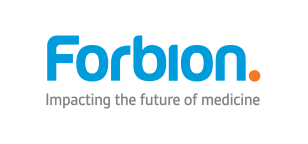 Forbion.
Impacting the future of medicine